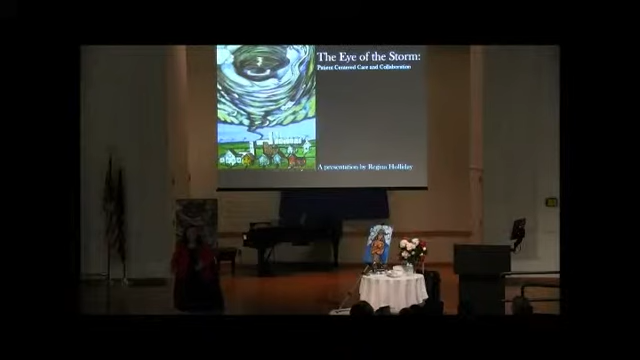 The Eye of the Storm:
Patient Centered Care and Collaboration
A presentation by Regina Holliday